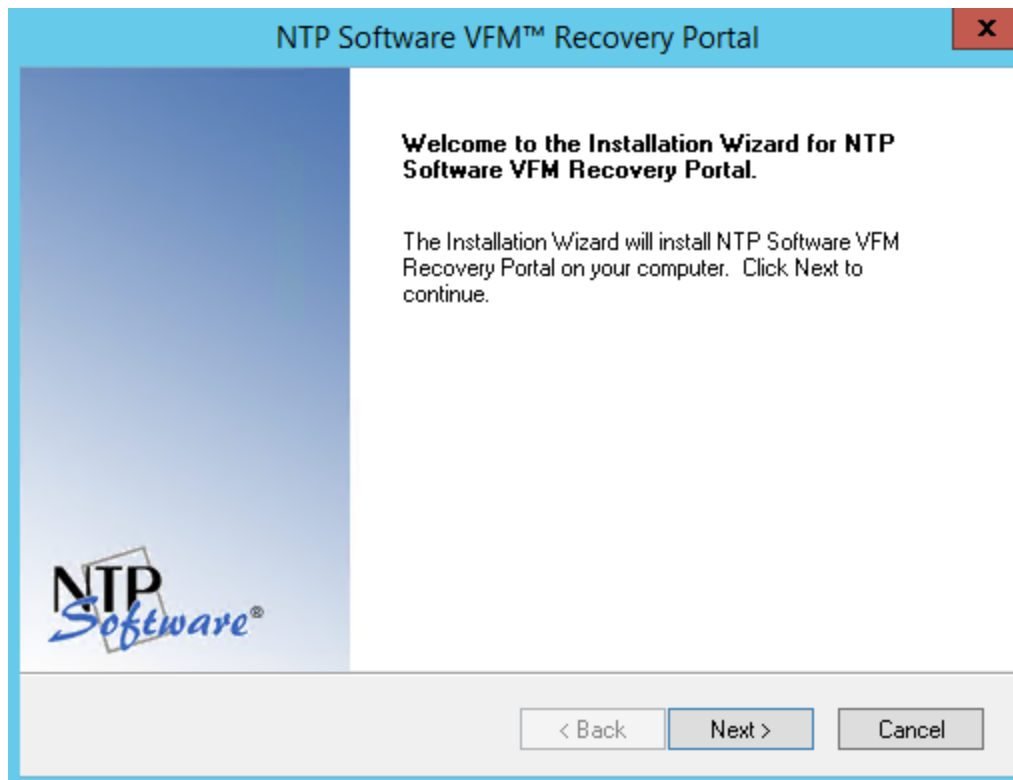 NTP Software VFM™ Recovery Portal
x
Welcome to the Installation Wizard for NTP
Software VFM Recovery Portal.
The Installation Wizard will install NTP Software VFM
Recovery Portal on your computer.  Click Next to
continue.
NTP
Software®
< Back
Next >
Cancel